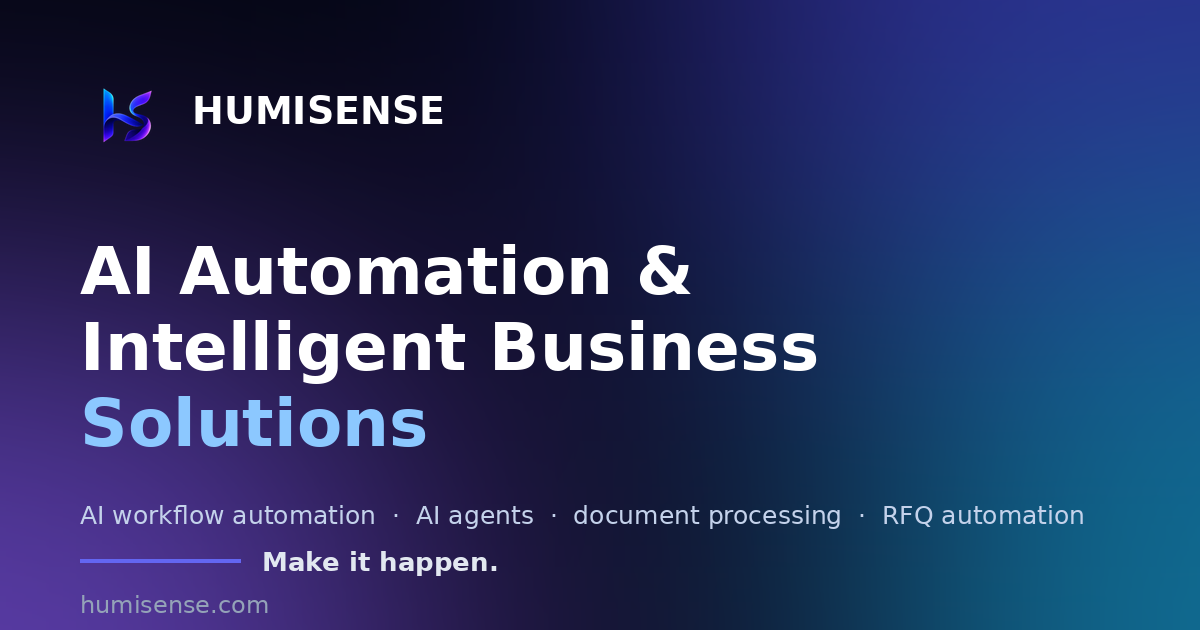 HUMISENSE
AI Automation &
Intelligent Business
Solutions
AI workflow automation · AI agents · document processing · RFQ automation
Make it happen.
humisense.com